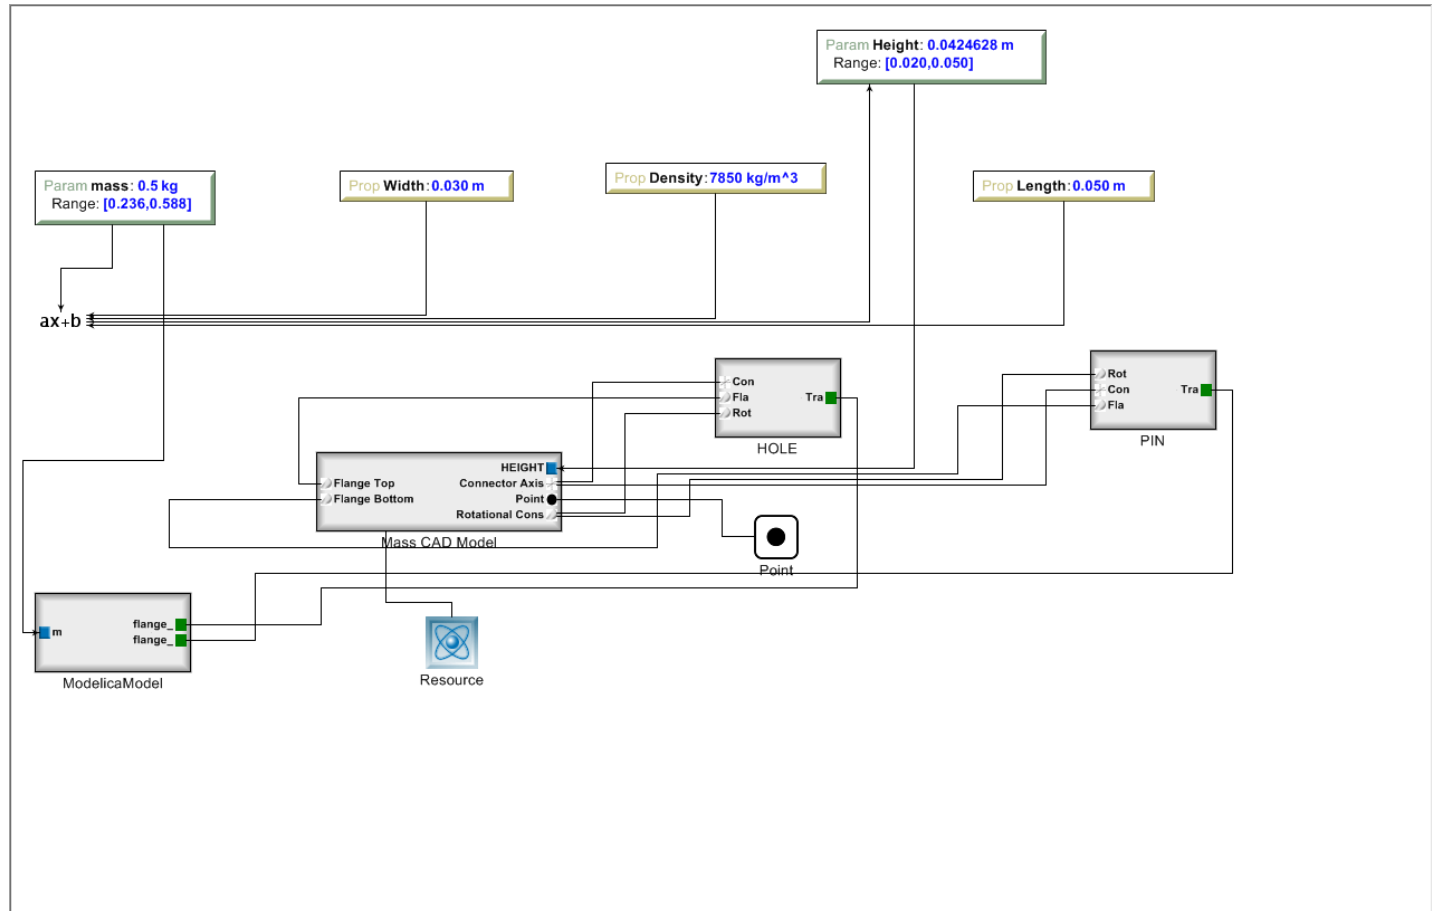 Param Height: 0.0424628 m
Range: [0.020,0.050]
Param mass: 0.5 kg
Range: [0.236,0.588]
Prop Width:0.030 m
Prop Density:7850 kg/m^3
Prop Length:0.050 m
ax+b
Con
Fla
Rot
Tra
HOLE
Rot
Con
Fla
Tra
PIN
HEIGHT
Flange Top
Connector Axis
Flange Bottom
Point
Rotational Cons
Mass CAD Model
Point
m
flange_
flange_
ModelicaModel
Resource